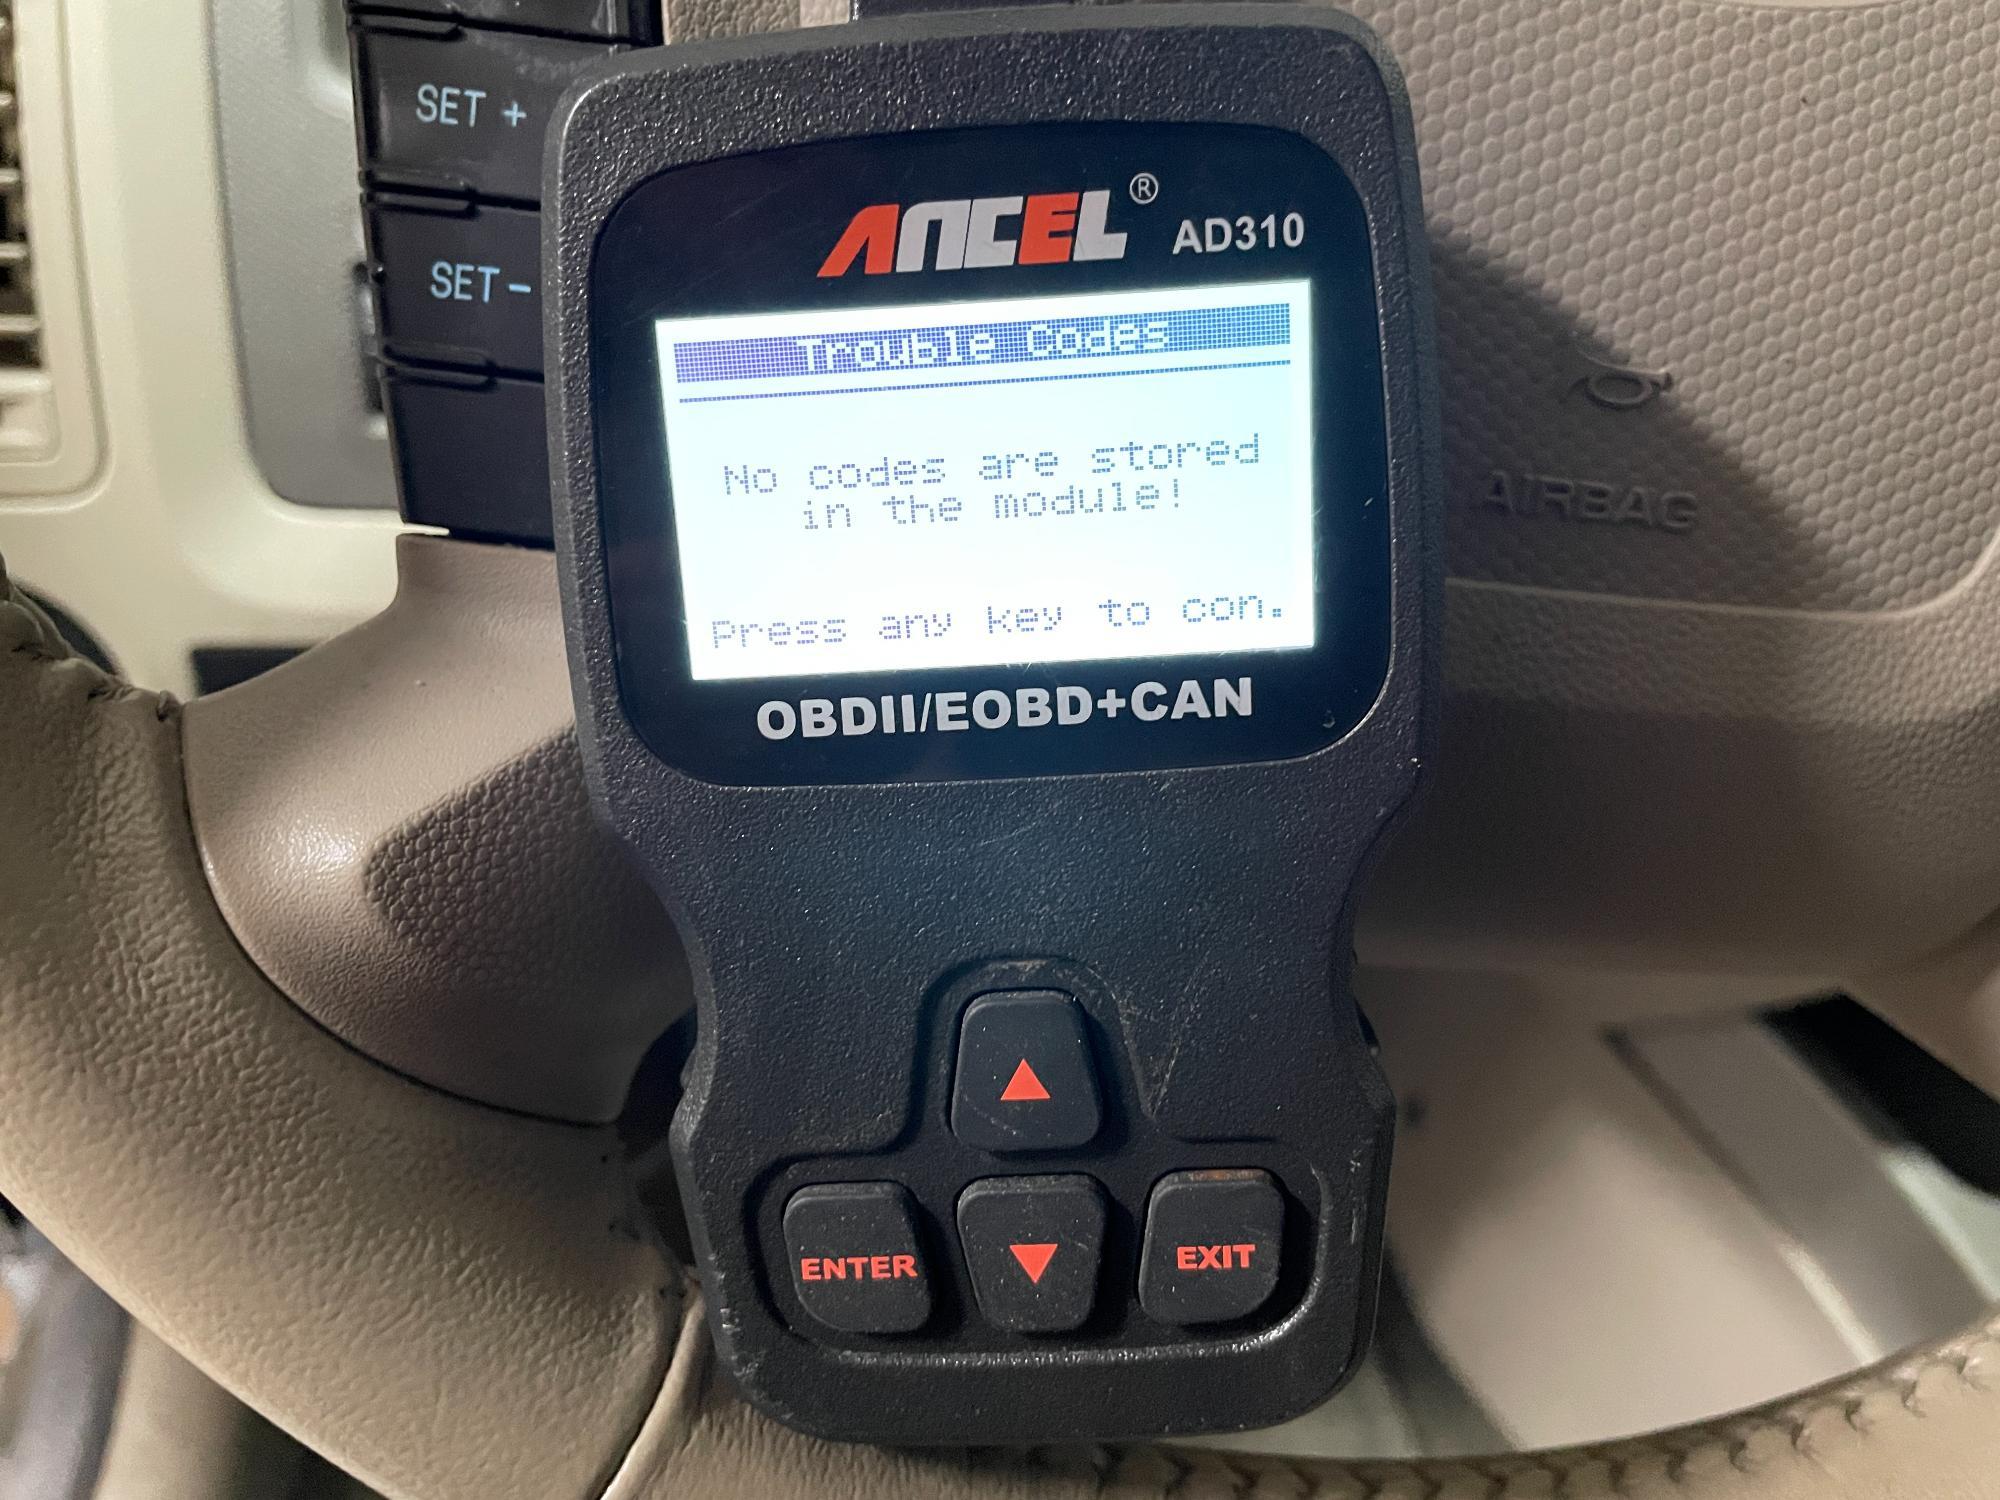 SET +
SET-
ANCEL® AD310
Trouble Codes
No codes are stored
in the module!
Press any key to con.
OBDII/EOBD+CAN
AIRBAG
ENTER
EXIT